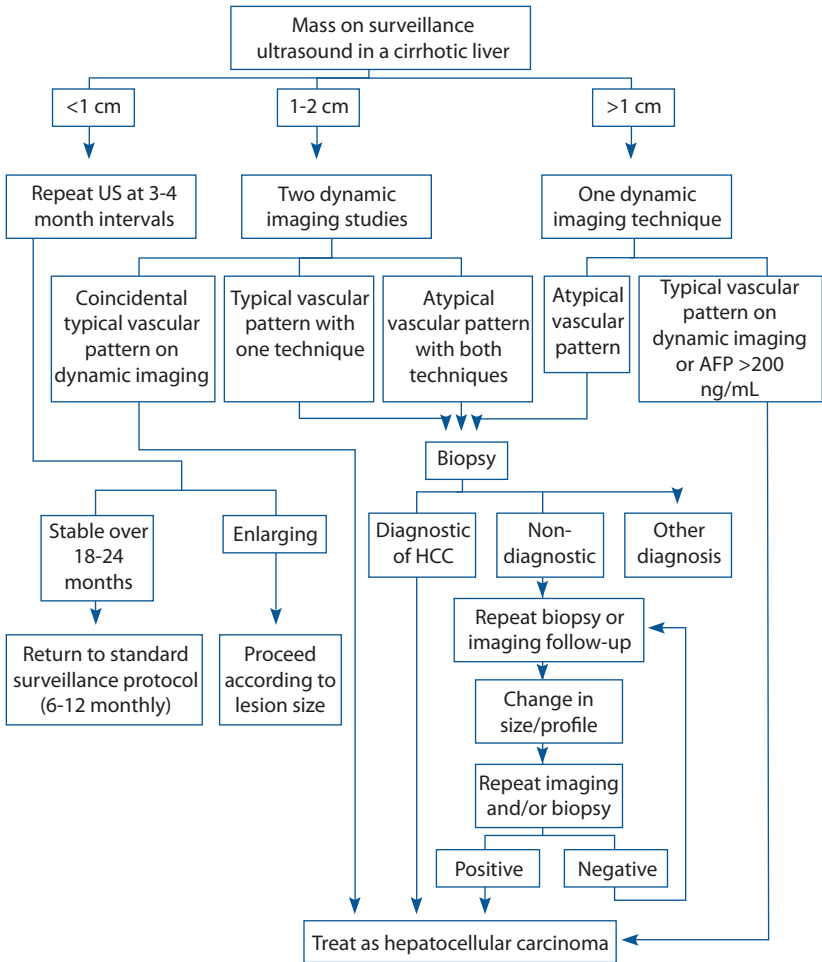 Mass on surveillance
ultrasound in a cirrhotic liver
<1 cm
1-2 cm
>1 cm
Repeat US at 3-4
month intervals
Two dynamic
imaging studies
One dynamic
imaging technique
Coincidental
typical vascular
pattern on
dynamic imaging
Typical vascular
pattern with
one technique
Atypical
vascular pattern
with both
techniques
Atypical
vascular
pattern
Typical vascular
pattern on
dynamic imaging
or AFP >200
ng/mL
Biopsy
Stable over
18-24
months
Enlarging
Diagnostic
of HCC
Non-
diagnostic
Other
diagnosis
Return to standard
surveillance protocol
(6-12 monthly)
Proceed
according to
lesion size
Repeat biopsy or
imaging follow-up
Change in
size/profile
Repeat imaging
and/or biopsy
Positive
Negative
Treat as hepatocellular carcinoma